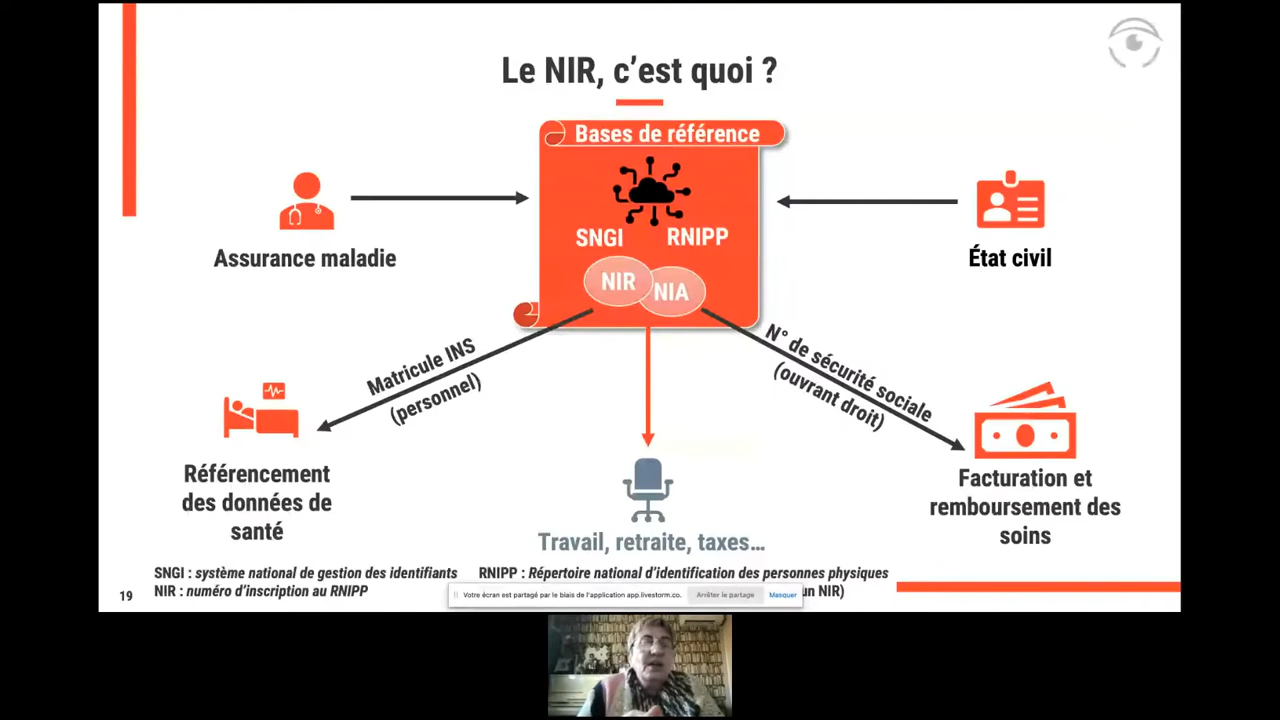 Le NIR, c’est quoi ?
Bases de référence
SNGI RNIPP
NIR NIA
Assurance maladie
État civil
Matricule INS
(personnel)
N° de sécurité sociale
(ouvrant droit)
Référencement
des données de
santé
Travail, retraite, taxes…
Facturation et
remboursement des
soins
SNGI : système national de gestion des identifiants RNIPP : Répertoire national d’identification des personnes physiques
NIR : numéro d’inscription au RNIPP un NIR)
19
Votre écran est partagé par le biais de l'application app.livestorm.co. Arrêter le partage Masquer